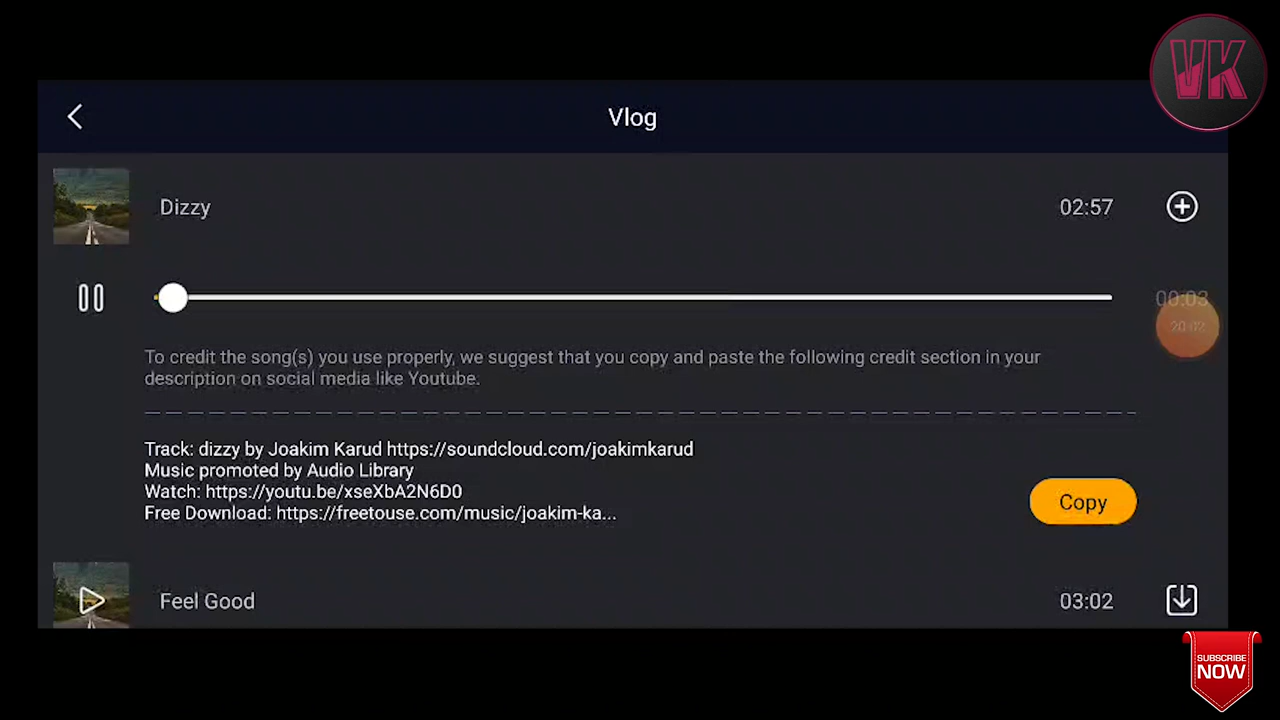 VK
Vlog
Dizzy
02:57
00:03
20:02
To credit the song(s) you use properly, we suggest that you copy and paste the following credit section in your
description on social media like Youtube.
Track: dizzy by Joakim Karud https://soundcloud.com/joakimkarud
Music promoted by Audio Library
Watch: https://youtu.be/xseXbA2N6D0
Free Download: https://freetouse.com/music/joakim-ka...
Copy
Feel Good
03:02
SUBSCRIBE
NOW